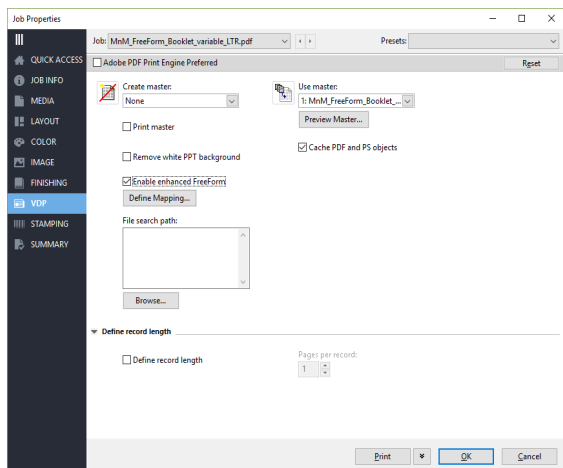 Job Properties
Job: MnM_FreeForm_Booklet_variable_LTR.pdf Presets:
QUICK ACCESS
JOB INFO
MEDIA
LAYOUT
COLOR
IMAGE
FINISHING
VDP
STAMPING
SUMMARY
Adobe PDF Print Engine Preferred Reset
Create master:
None
Print master
Remove white PPT background
Enable enhanced FreeForm
Define Mapping...
File search path:
Browse...
Use master:
1: MnM_FreeForm_Booklet_...
Preview Master...
Cache PDF and PS objects
Define record length
Define record length
Pages per record:
1
Print OK Cancel